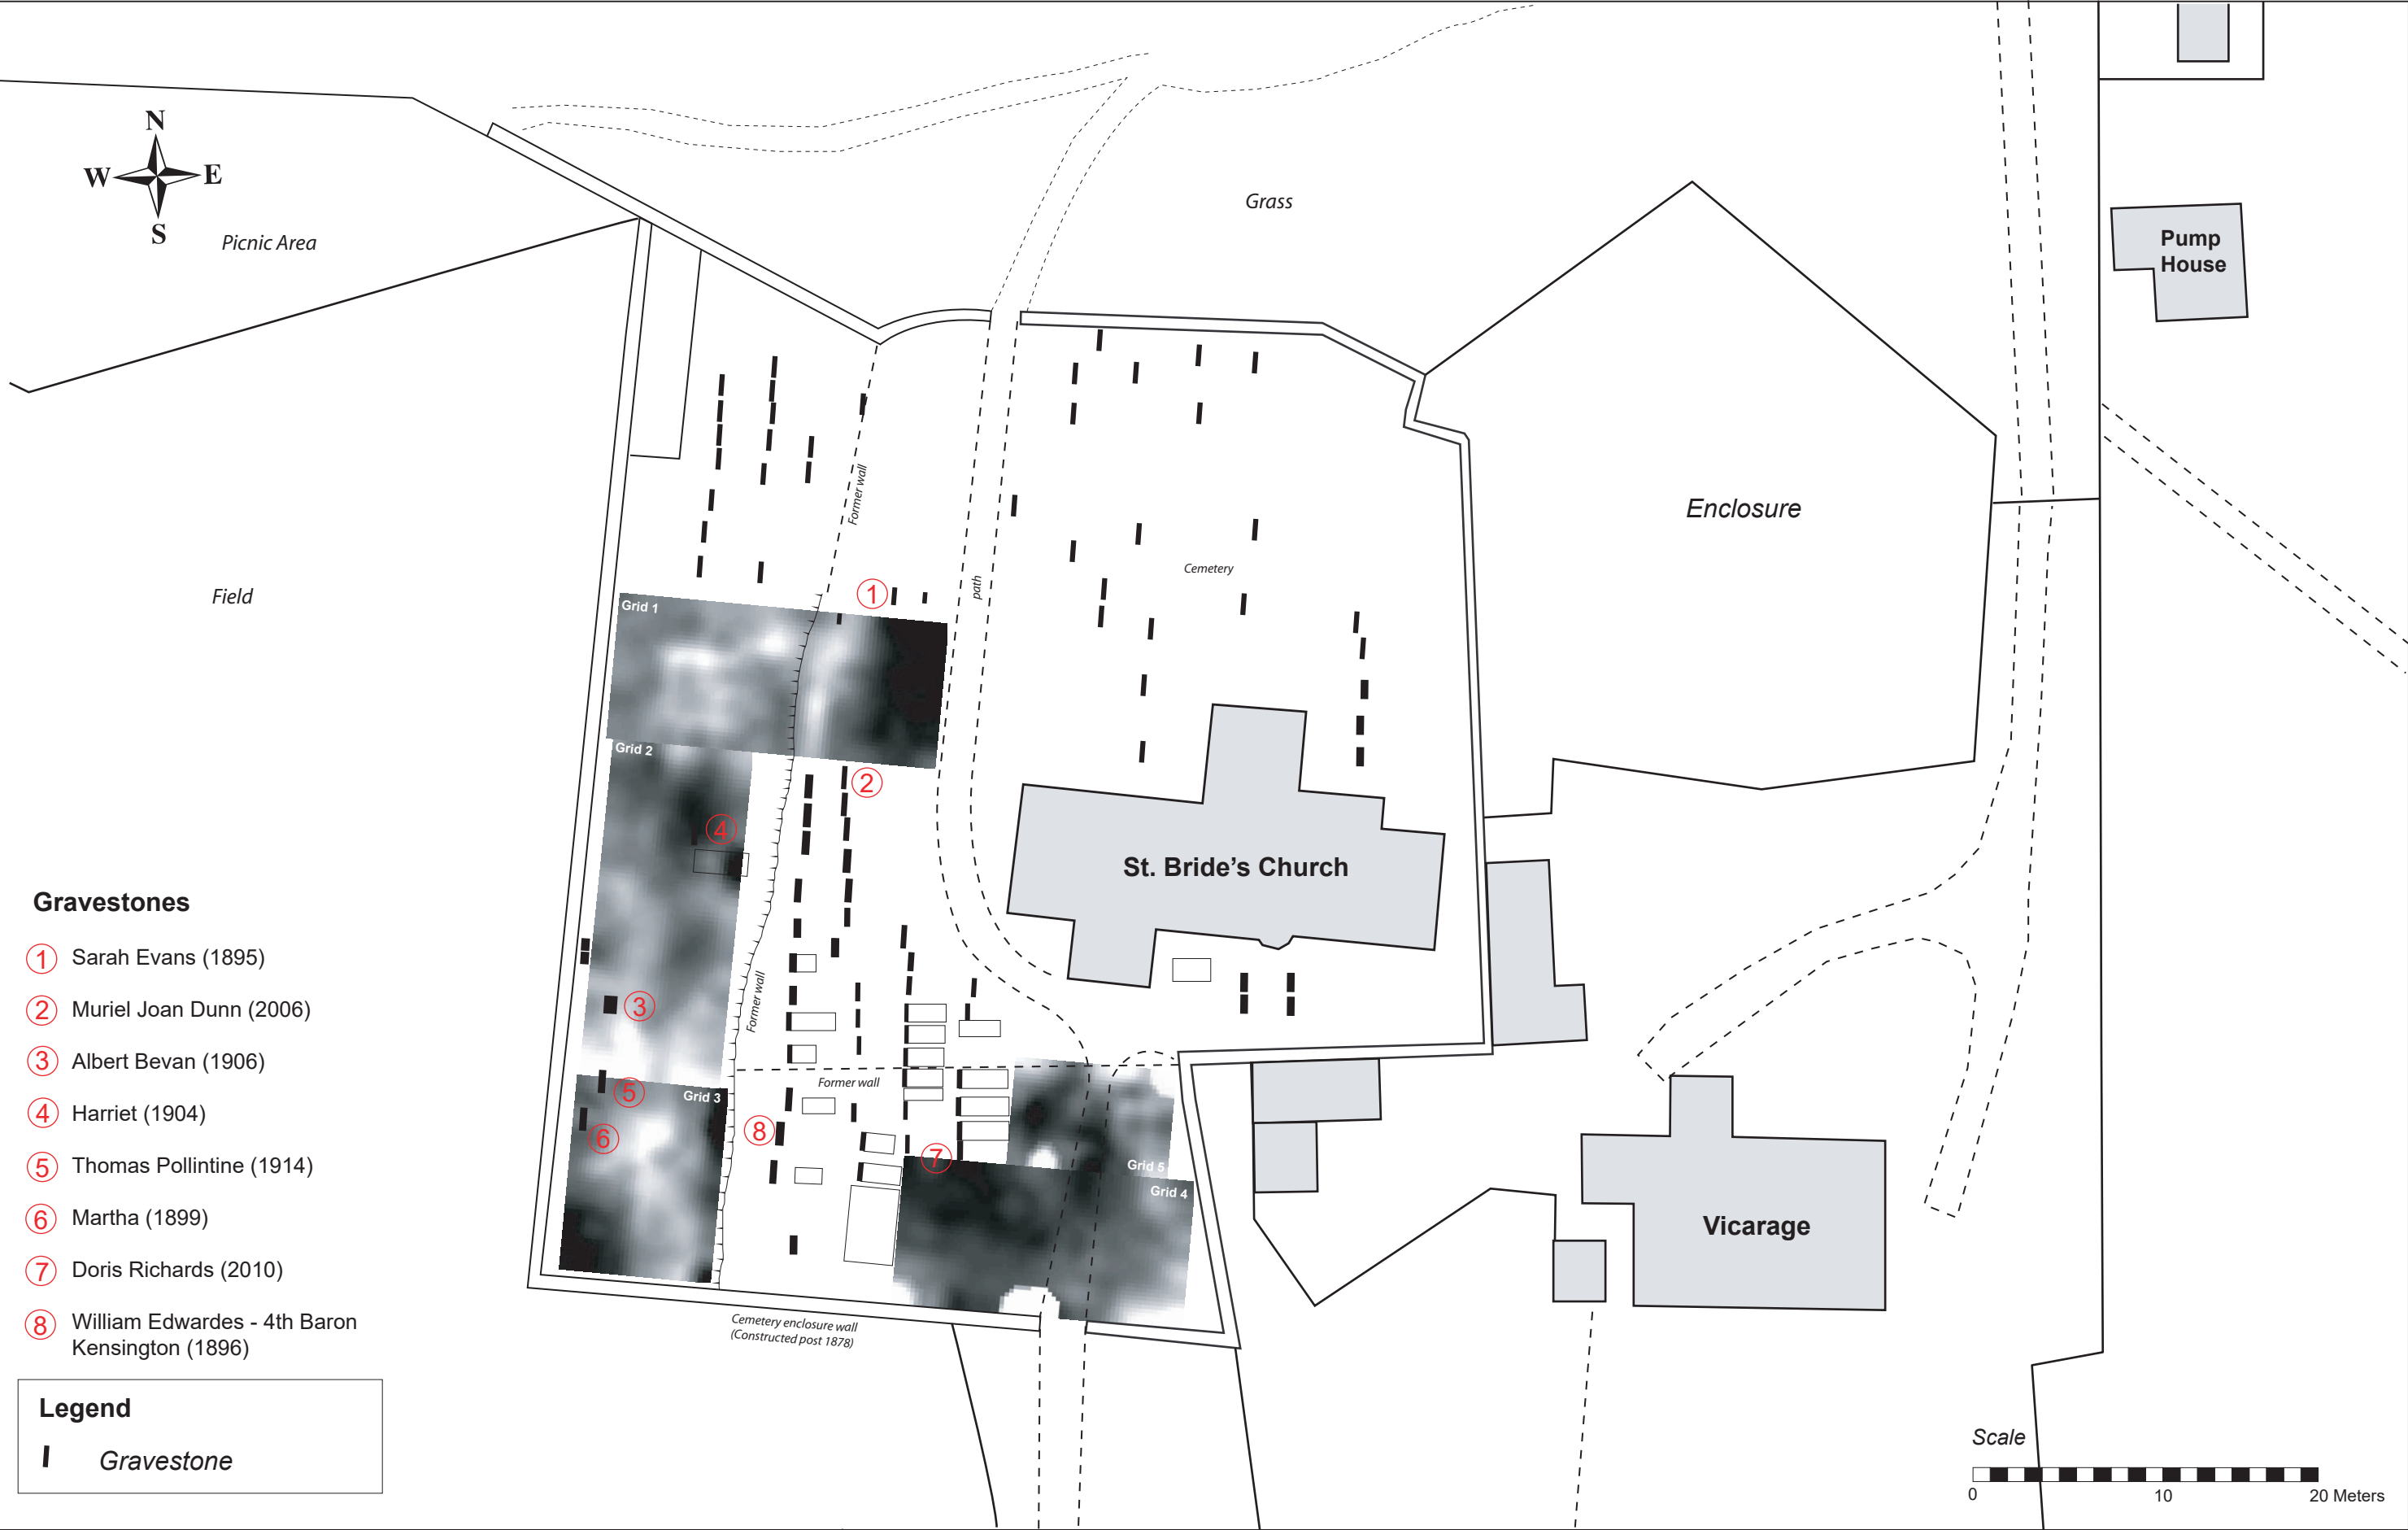 N
W
E
S
Picnic Area
Grass
Pump
House
Former wall
Enclosure
Cemetery
path
Field
1
Grid 1
Grid 2
2
4
St. Bride's Church
3
Former wall
Former wall
5
Grid 3
6
8
7
Grid 5
Grid 4
Vicarage
Cemetery enclosure wall
(Constructed post 1878)
Gravestones
1 Sarah Evans (1895)
2 Muriel Joan Dunn (2006)
3 Albert Bevan (1906)
4 Harriet (1904)
5 Thomas Pollintine (1914)
6 Martha (1899)
7 Doris Richards (2010)
8 William Edwardes - 4th Baron
Kensington (1896)
Legend
Gravestone
Scale
0 10 20 Meters